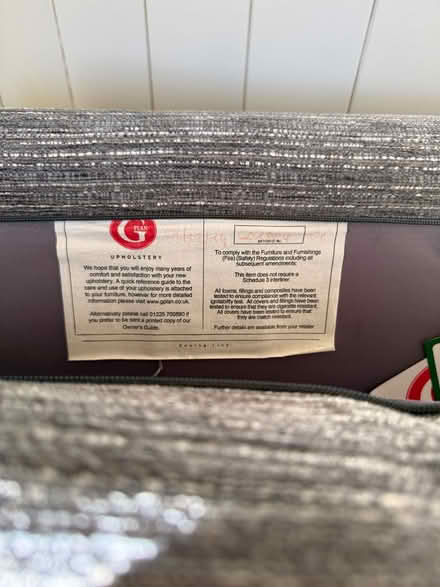 G
PLAN
UPHOLSTERY
We hope that you will enjoy many years of
comfort and satisfaction with your new
upholstery. A quick reference guide to the
care and use of your upholstery is attached
to your furniture, however for more detailed
information please visit www.gplan.co.uk.
Alternatively please call 01225 700890 if
you prefer to be sent a printed copy of our
Owner's Guide.
To comply with the Furniture and Furnishings
(Fire) (Safety) Regulations including all
subsequent amendments:
This item does not require a
Schedule 3 interliner.
All foams, fillings and composites have been
tested to ensure compliance with the relevant
ignitability test. All covers and fillings have been
tested to ensure that they are cigarette resistant.
All covers have been tested to ensure that
they are match resistant.
Further details are available from your retailer
Sewing Line